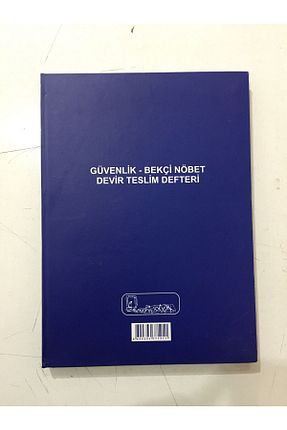 GÜVENLİK - BEKÇİ NÖBET
DEVİR TESLİM DEFTERİ